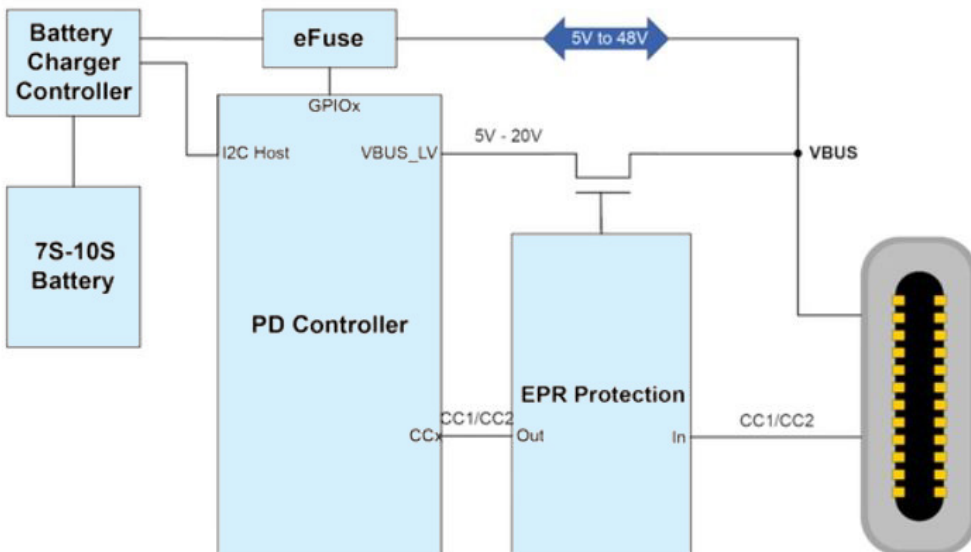 Battery
Charger
Controller
eFuse
5V to 48V
GPIOx
I2C Host
VBUS_LV
5V - 20V
VBUS
7S-10S
Battery
PD Controller
EPR Protection
CC1/CC2
CCx
Out
In
CC1/CC2